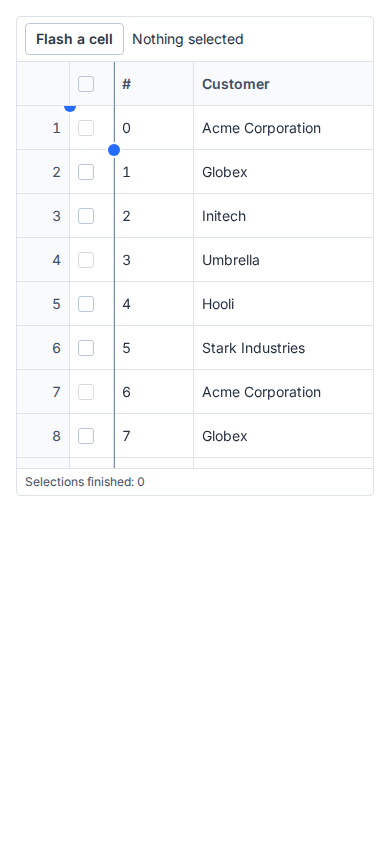 Flash a cell Nothing selected
# Customer
1 0 Acme Corporation
2 1 Globex
3 2 Initech
4 3 Umbrella
5 4 Hooli
6 5 Stark Industries
7 6 Acme Corporation
8 7 Globex
Selections finished: 0